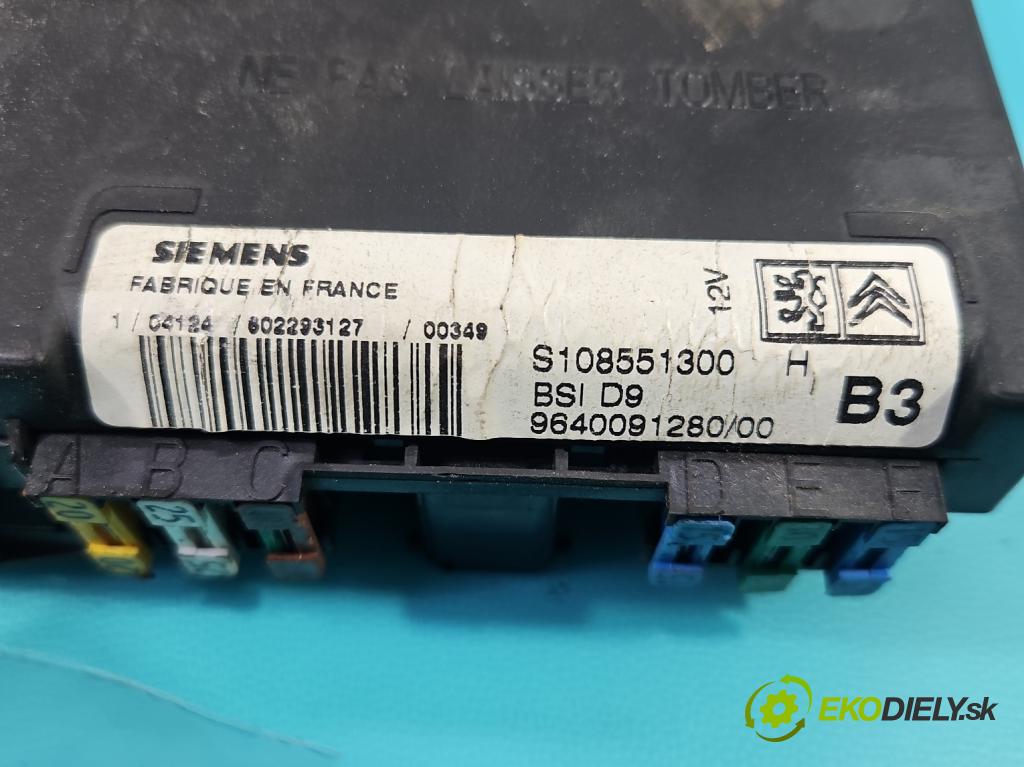 NE PAS LAISSER TOMBER
SIEMENS
FABRIQUE EN FRANCE
1 / 04124 / 602293127 / 00349
12V
S108551300 H
BSI D9
9640091280/00
B3
A B C D E F
20 25
EKODIELY.sk